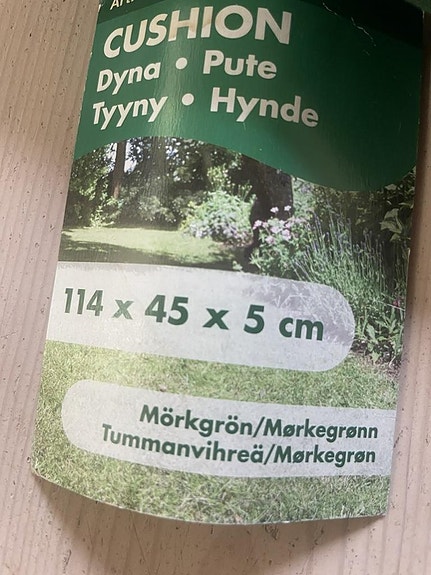 CUSHION
Dyna • Pute
Tyyny • Hynde
114 x 45 x 5 cm
Mörkgrön/Mørkegrønn
Tummanvihreä/Mørkegrøn